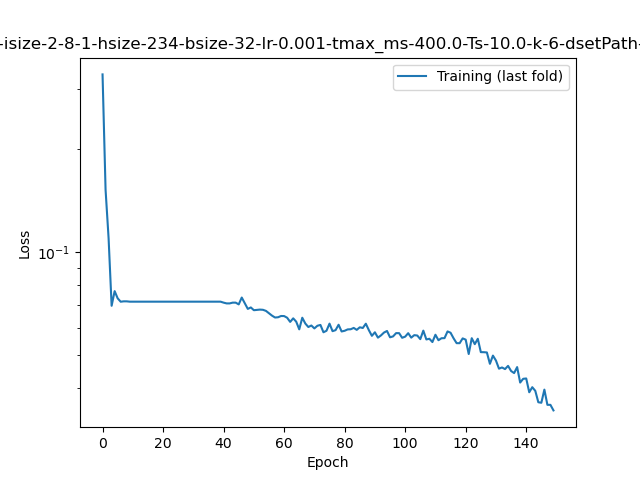 -isize-2-8-1-hsize-234-bsize-32-lr-0.001-tmax_ms-400.0-Ts-10.0-k-6-dsetPath-
Training (last fold)
Loss
10⁻¹
0 20 40 60 80 100 120 140
Epoch